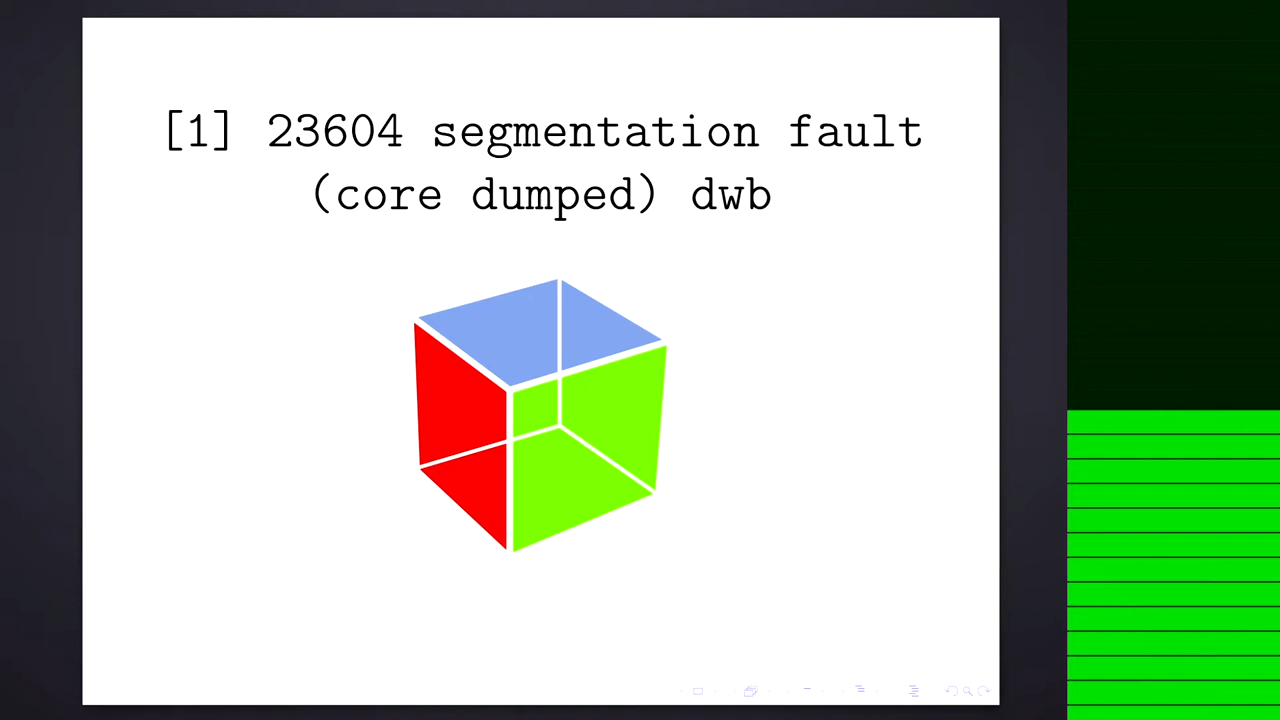 [1] 23604 segmentation fault
(core dumped) dwb